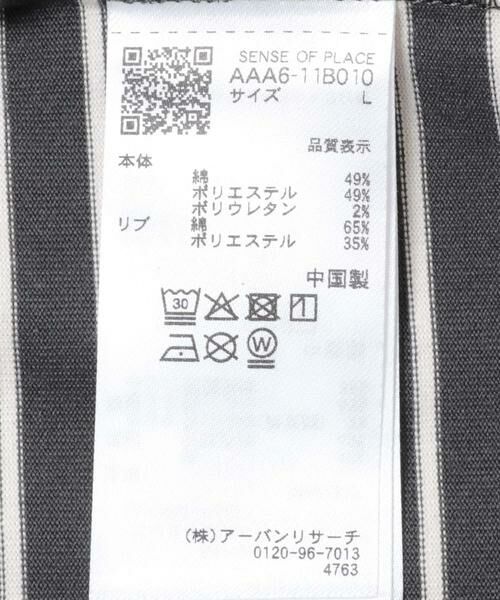 SENSE OF PLACE
AAA6-11B010
サイズ L
品質表示
本体
綿 49%
ポリエステル 49%
ポリウレタン 2%
リブ 綿 65%
ポリエステル 35%
中国製
30
W
(株)アーバンリサーチ
0120-96-7013
4763